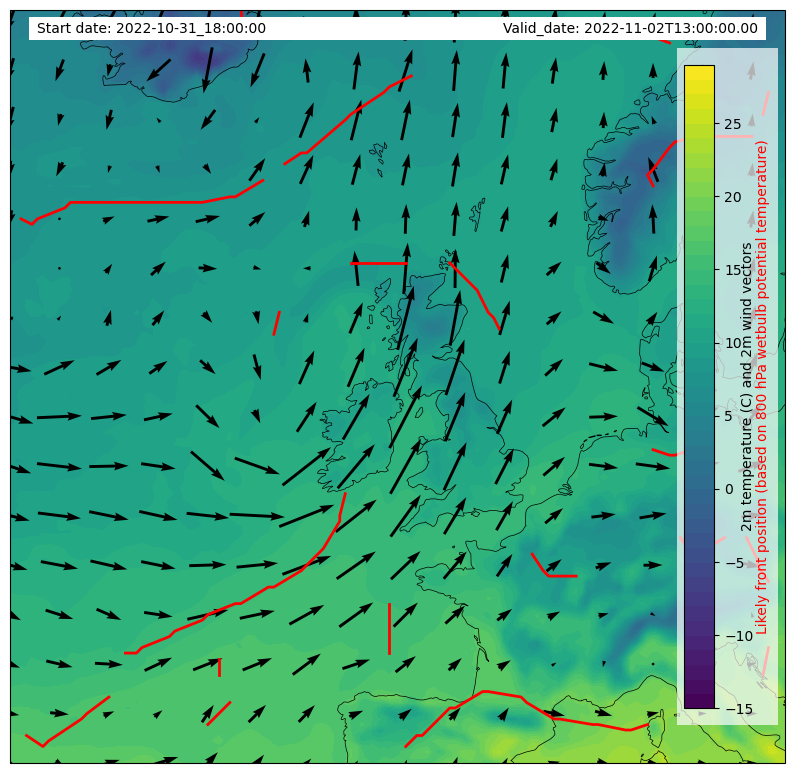 Start date: 2022-10-31_18:00:00
Valid_date: 2022-11-02T13:00:00.00
25
20
15
10
5
0
−5
−10
−15
2m temperature (C) and 2m wind vectors
Likely front position (based on 800 hPa wetbulb potential temperature)